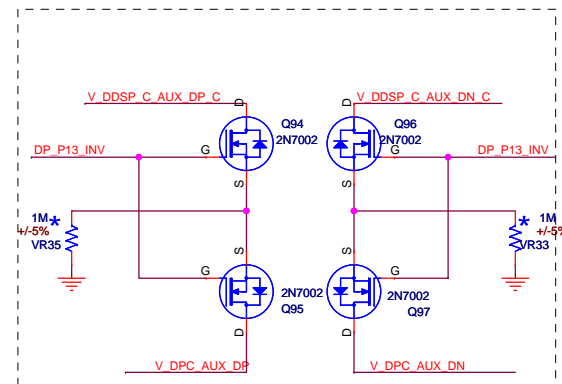 V_DDSP_C_AUX_DP_C
V_DDSP_C_AUX_DN_C
D
D
Q94
Q96
2N7002
2N7002
DP_P13_INV
G
G
DP_P13_INV
S
S
1M
*
*
1M
+/-5%
+/-5%
VR35
VR33
S
S
G
G
2N7002
2N7002
Q95
Q97
D
D
V_DPC_AUX_DP
V_DPC_AUX_DN